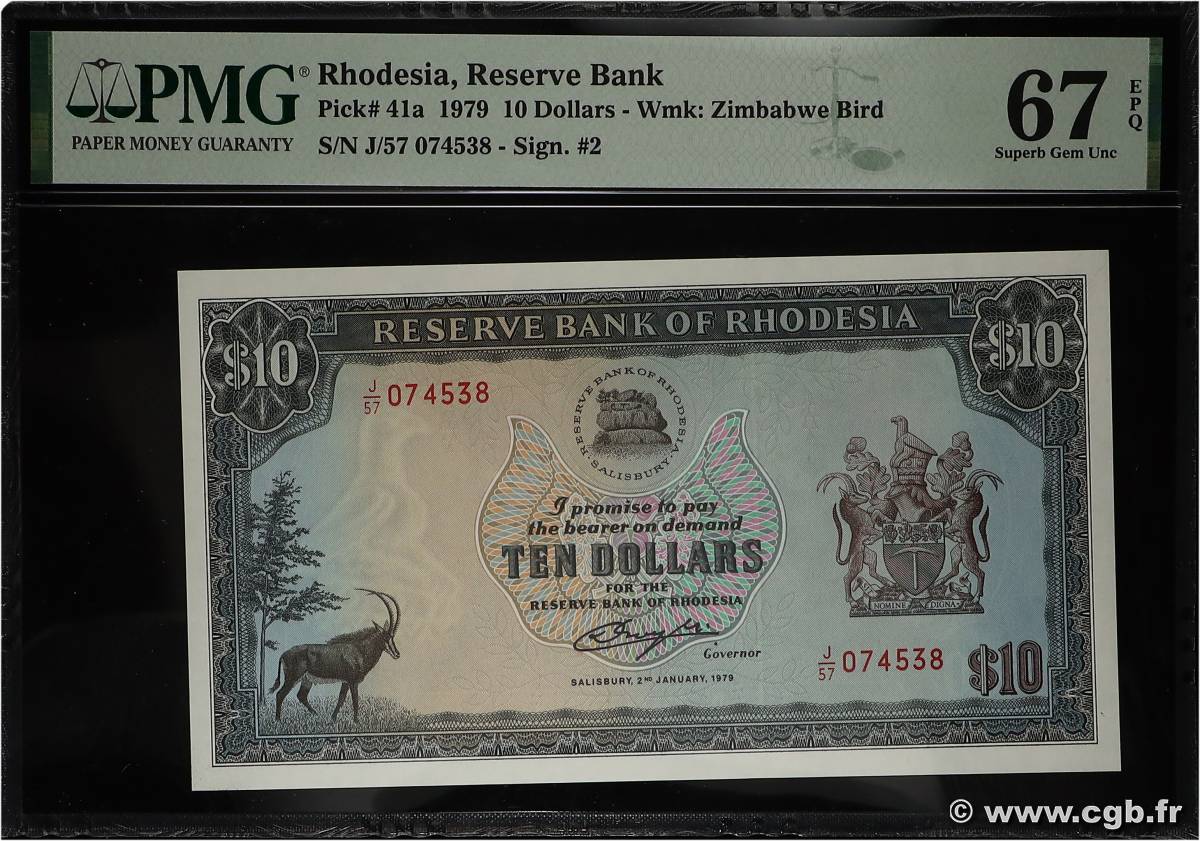 PMG®
PAPER MONEY GUARANTY
Rhodesia, Reserve Bank
Pick# 41a 1979 10 Dollars - Wmk: Zimbabwe Bird
S/N J/57 074538 - Sign. #2
67
EPQ
Superb Gem Unc
RESERVE BANK OF RHODESIA
$10
$10
J/57 074538
RESERVE BANK OF RHODESIA
· SALISBURY ·
I promise to pay
the bearer on demand
TEN DOLLARS
FOR THE
RESERVE BANK OF RHODESIA
Governor
SALISBURY, 2ND JANUARY, 1979
NOMINE DIGNA
J/57 074538
$10
© www.cgb.fr